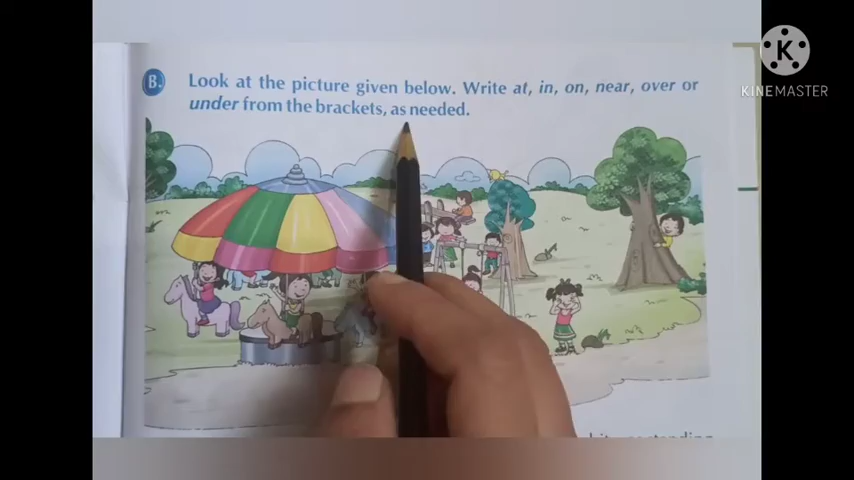 B. Look at the picture given below. Write at, in, on, near, over or
under from the brackets, as needed.
KINEMASTER